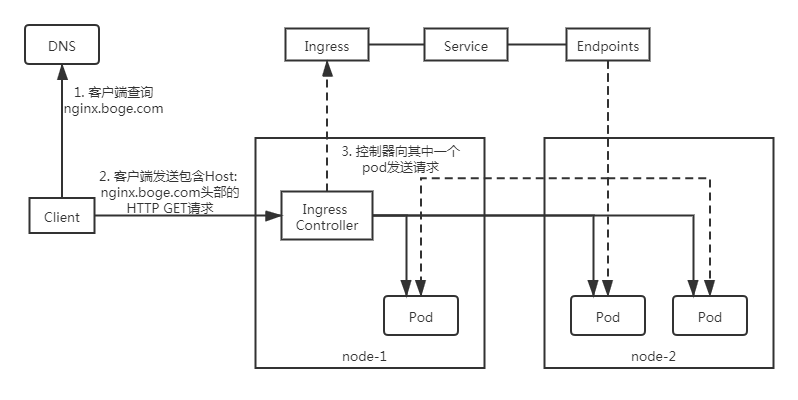 DNS
Ingress
Service
Endpoints
1. 客户端查询
nginx.boge.com
3. 控制器向其中一个
pod发送请求
2. 客户端发送包含Host:
nginx.boge.com头部的
HTTP GET请求
Client
Ingress
Controller
Pod
Pod
Pod
node-1
node-2